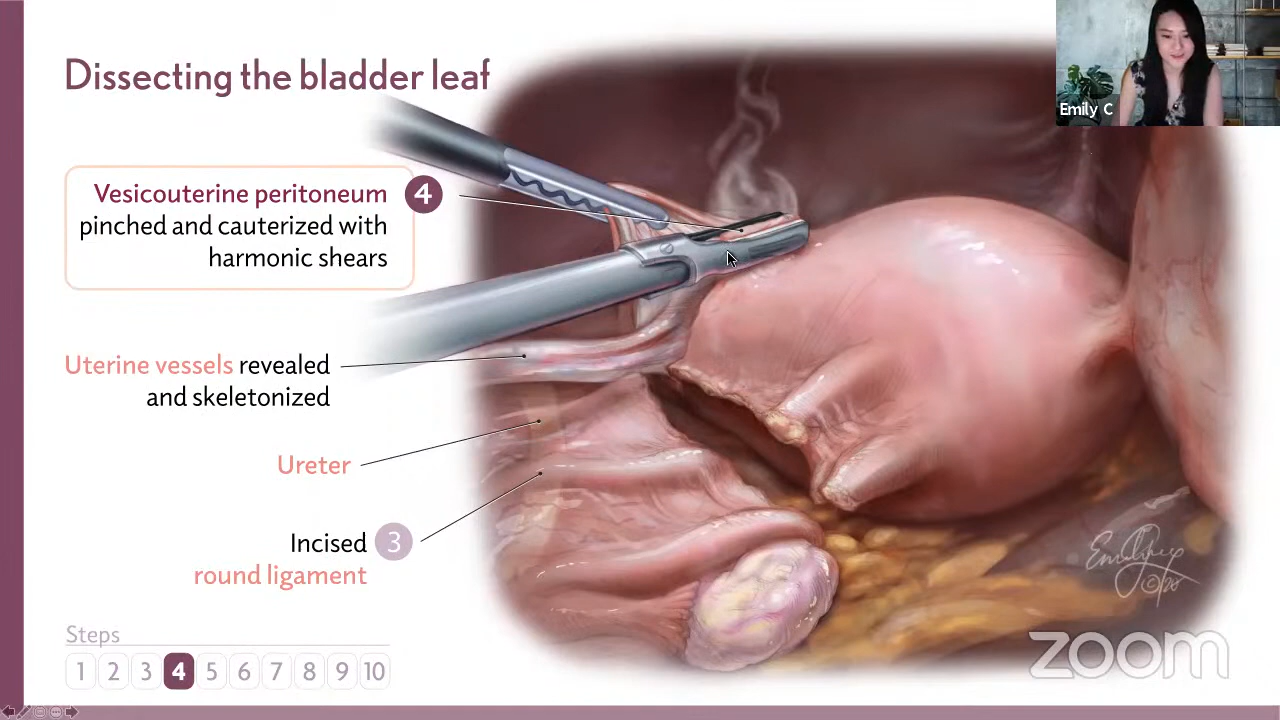 Dissecting the bladder leaf
Emily C
Vesicouterine peritoneum 4
pinched and cauterized with
harmonic shears
Uterine vessels revealed
and skeletonized
Ureter
Incised 3
round ligament
Steps
1 2 3 4 5 6 7 8 9 10
zoom